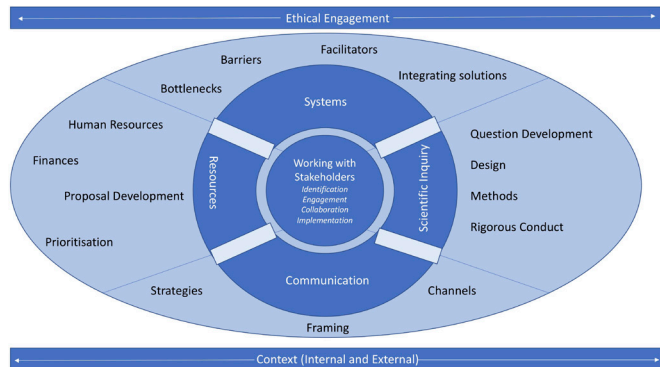 Ethical Engagement
Facilitators
Barriers
Integrating solutions
Bottlenecks
Systems
Human Resources
Question Development
Finances
Resources
Working with
Stakeholders
Identification
Engagement
Collaboration
Implementation
Scientific Inquiry
Design
Proposal Development
Methods
Rigorous Conduct
Prioritisation
Communication
Strategies
Channels
Framing
Context (Internal and External)